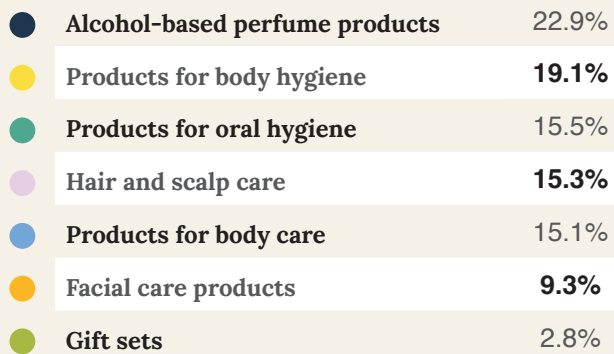 Alcohol-based perfume products 22.9%
Products for body hygiene 19.1%
Products for oral hygiene 15.5%
Hair and scalp care 15.3%
Products for body care 15.1%
Facial care products 9.3%
Gift sets 2.8%